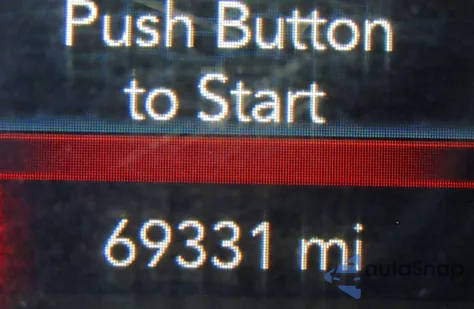 Push Button
to Start
69331 mi
autoSnap